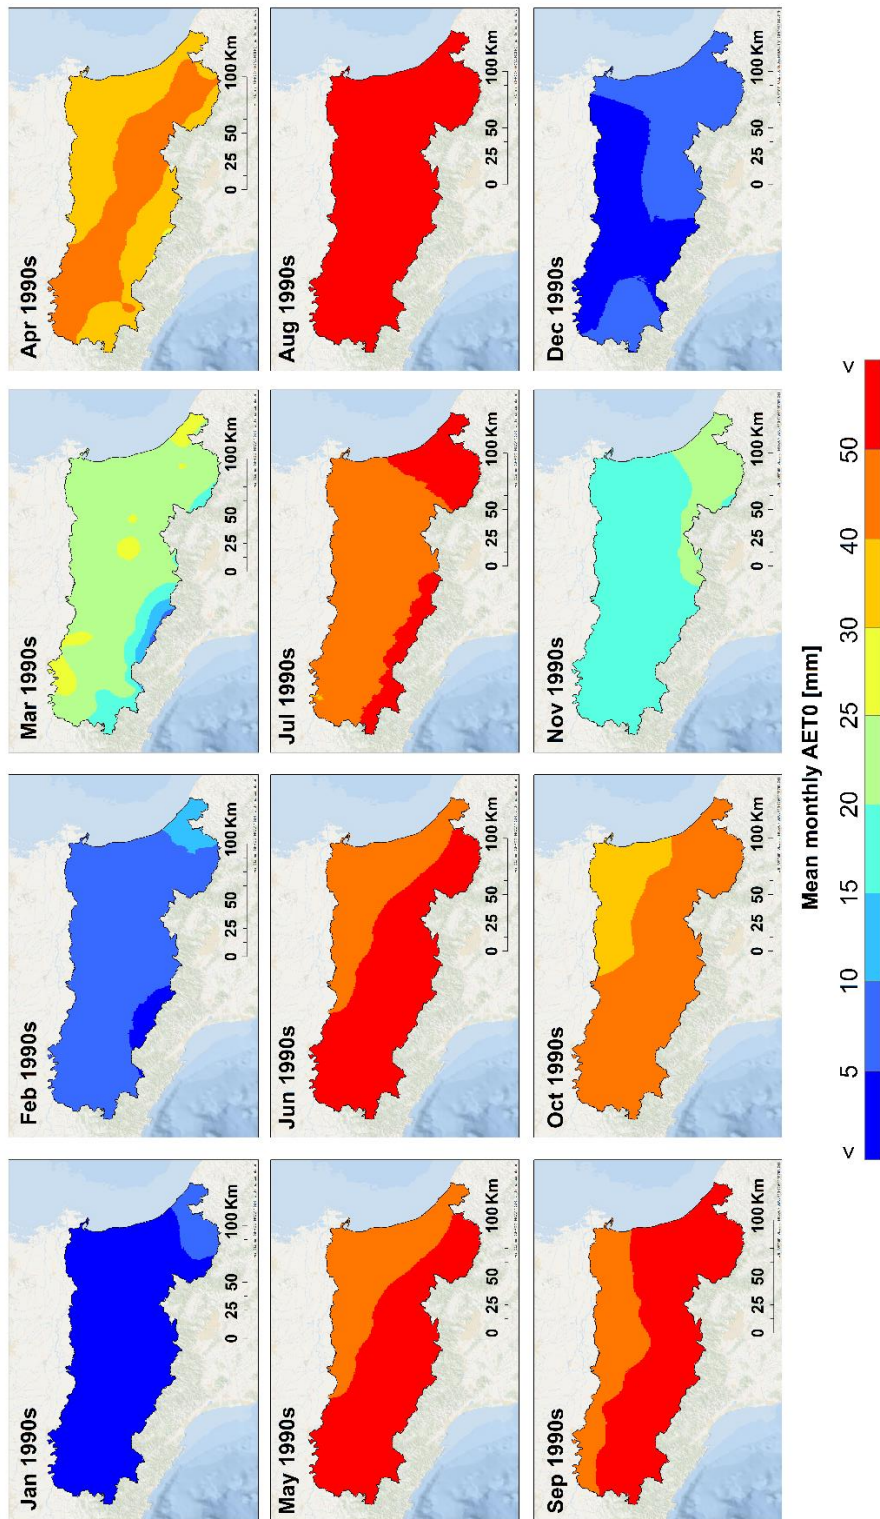 Jan 1990s
0 25 50 100 Km
Feb 1990s
0 25 50 100 Km
Mar 1990s
0 25 50 100 Km
Apr 1990s
0 25 50 100 Km
May 1990s
0 25 50 100 Km
Jun 1990s
0 25 50 100 Km
Jul 1990s
0 25 50 100 Km
Aug 1990s
0 25 50 100 Km
Sep 1990s
0 25 50 100 Km
Oct 1990s
0 25 50 100 Km
Nov 1990s
0 25 50 100 Km
Dec 1990s
0 25 50 100 Km
Mean monthly AET0 [mm]
< 5 10 15 20 25 30 40 50 <